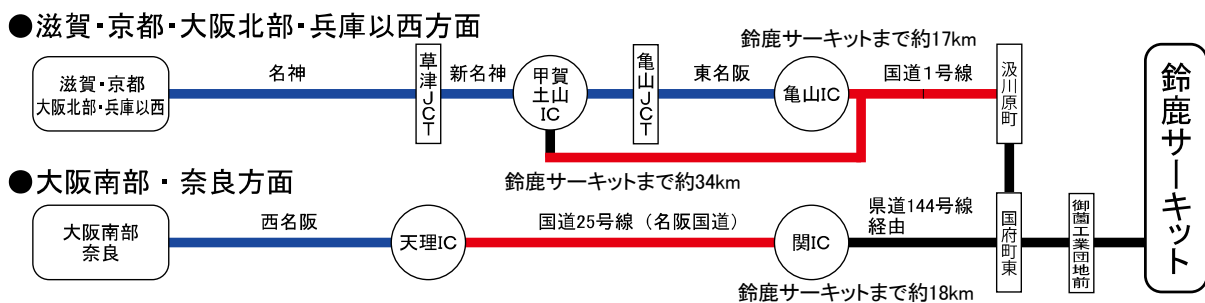 ●滋賀・京都・大阪北部・兵庫以西方面
鈴鹿サーキットまで約17km
滋賀・京都
大阪北部・兵庫以西
名神
草津JCT
新名神
甲賀
土山
IC
亀山JCT
東名阪
亀山IC
国道1号線
汲川原町
鈴鹿サーキットまで約34km
●大阪南部・奈良方面
大阪南部
奈良
西名阪
天理IC
国道25号線（名阪国道）
関IC
県道144号線
経由
国府町東
御薗工業団地前
鈴鹿サーキットまで約18km
鈴鹿サーキット